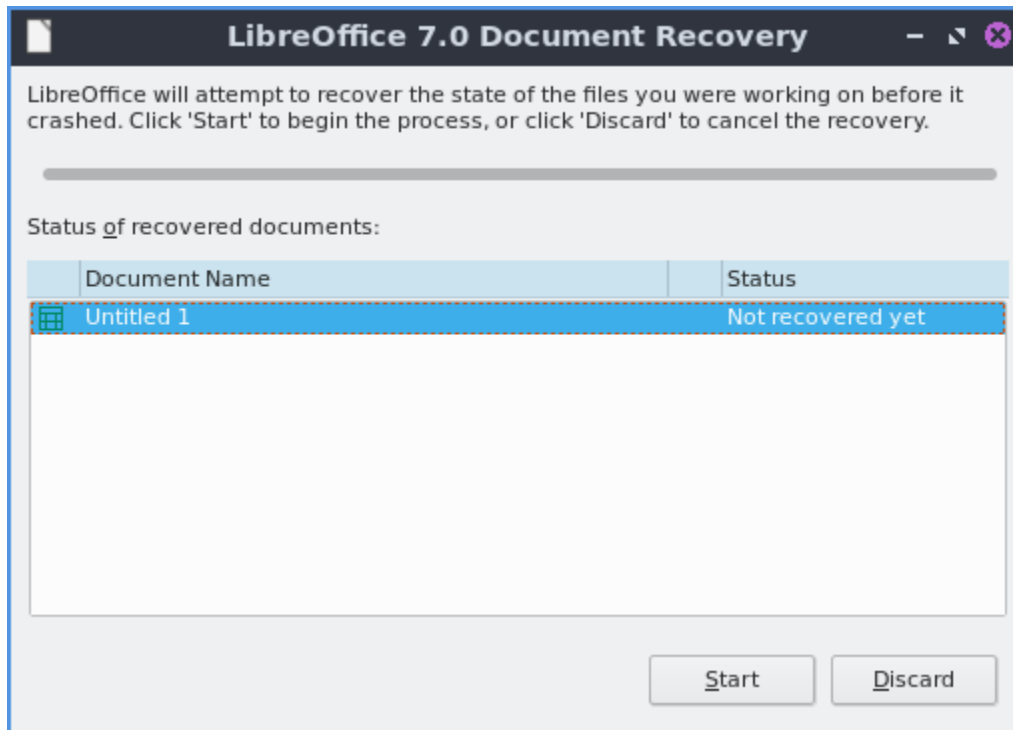 LibreOffice 7.0 Document Recovery
LibreOffice will attempt to recover the state of the files you were working on before it
crashed. Click 'Start' to begin the process, or click 'Discard' to cancel the recovery.
Status of recovered documents:
Document Name Status
Untitled 1 Not recovered yet
Start Discard